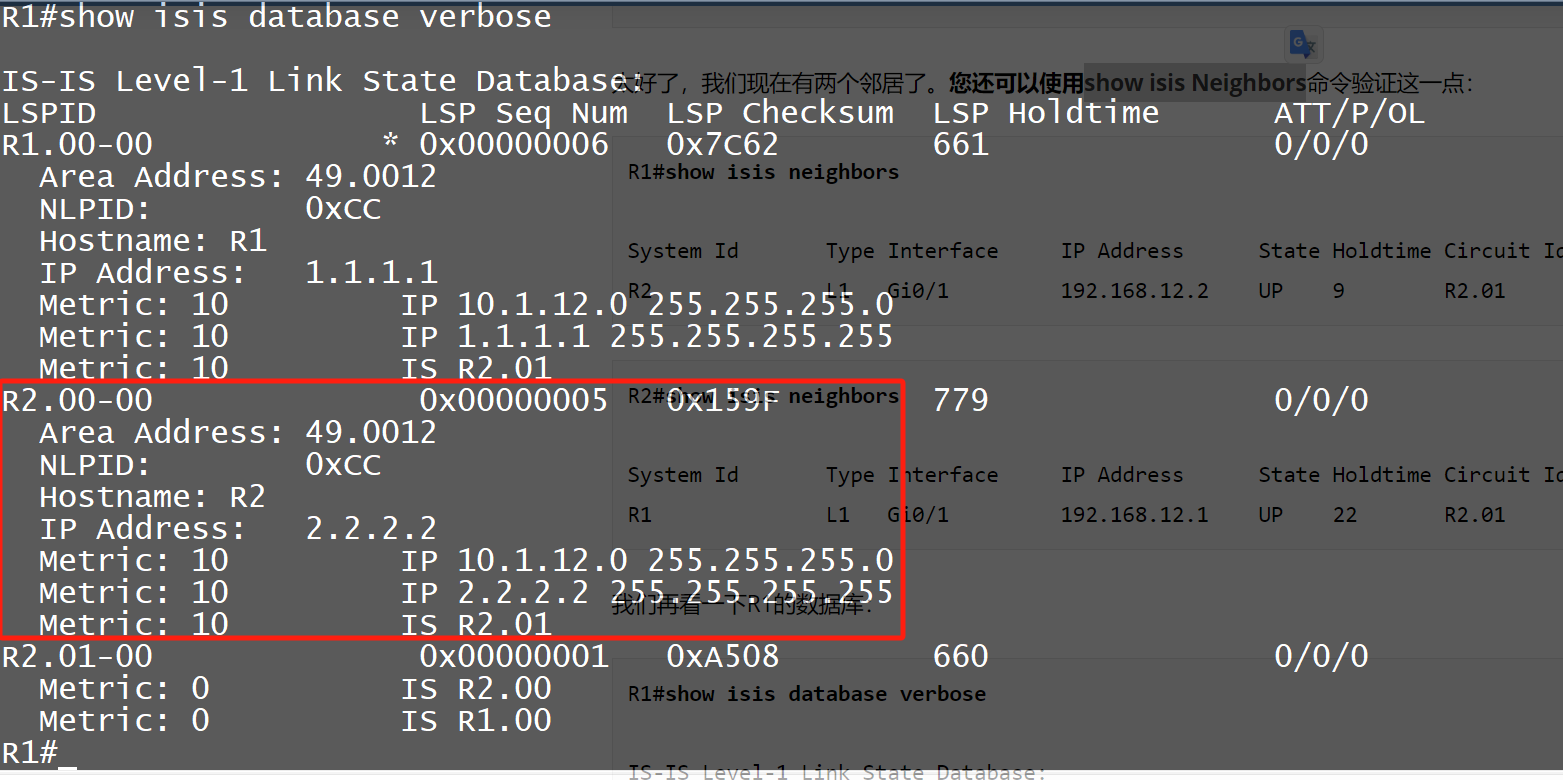 R1#show isis database verbose
IS-IS Level-1 Link State Database:
LSPID LSP Seq Num LSP Checksum LSP Holdtime ATT/P/OL
R1.00-00 * 0x00000006 0x7C62 661 0/0/0
Area Address: 49.0012
NLPID: 0xCC
Hostname: R1
IP Address: 1.1.1.1
Metric: 10 IP 10.1.12.0 255.255.255.0
Metric: 10 IP 1.1.1.1 255.255.255.255
Metric: 10 IS R2.01
R2.00-00 0x00000005 0x159F 779 0/0/0
Area Address: 49.0012
NLPID: 0xCC
Hostname: R2
IP Address: 2.2.2.2
Metric: 10 IP 10.1.12.0 255.255.255.0
Metric: 10 IP 2.2.2.2 255.255.255.255
Metric: 10 IS R2.01
R2.01-00 0x00000001 0xA508 660 0/0/0
Metric: 0 IS R2.00
Metric: 0 IS R1.00
R1#_
太好了，我们现在有两个邻居了。您还可以使用show isis Neighbors命令验证这一点：
R1#show isis neighbors
System Id Type Interface IP Address State Holdtime Circuit Id
R2 L1 Gi0/1 192.168.12.2 UP 9 R2.01
R2#show isis neighbors
System Id Type Interface IP Address State Holdtime Circuit Id
R1 L1 Gi0/1 192.168.12.1 UP 22 R2.01
我们再看一下R1的数据库：
R1#show isis database verbose
IS-IS Level-1 Link State Database: